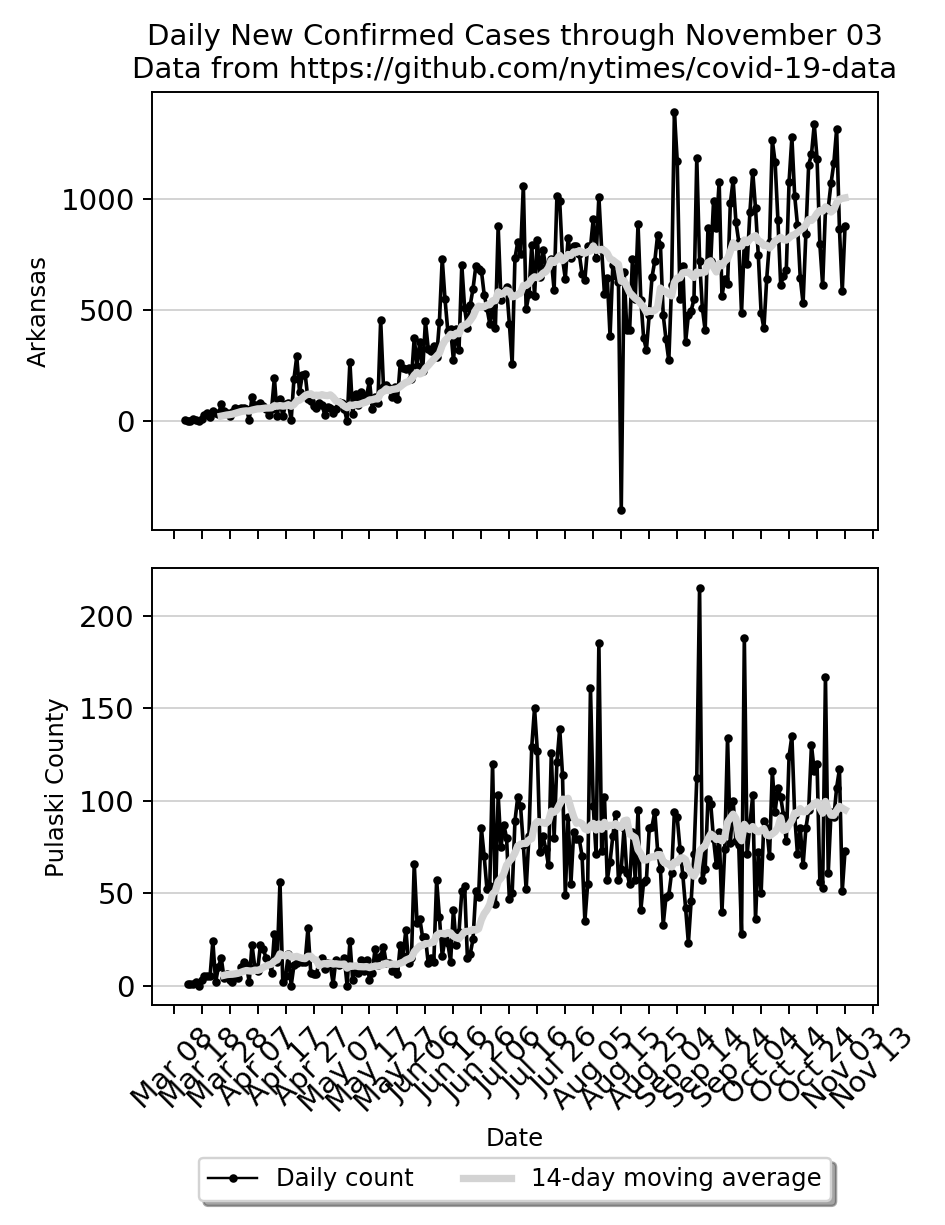 Daily New Confirmed Cases through November 03
Data from https://github.com/nytimes/covid-19-data
1000
500
0
Arkansas
200
150
100
50
0
Pulaski County
Mar 08
Mar 18
Mar 28
Apr 07
Apr 17
Apr 27
May 07
May 17
May 27
Jun 06
Jun 16
Jun 26
Jul 06
Jul 16
Jul 26
Aug 05
Aug 15
Aug 25
Sep 04
Sep 14
Sep 24
Oct 04
Oct 14
Oct 24
Nov 03
Nov 13
Date
Daily count
14-day moving average